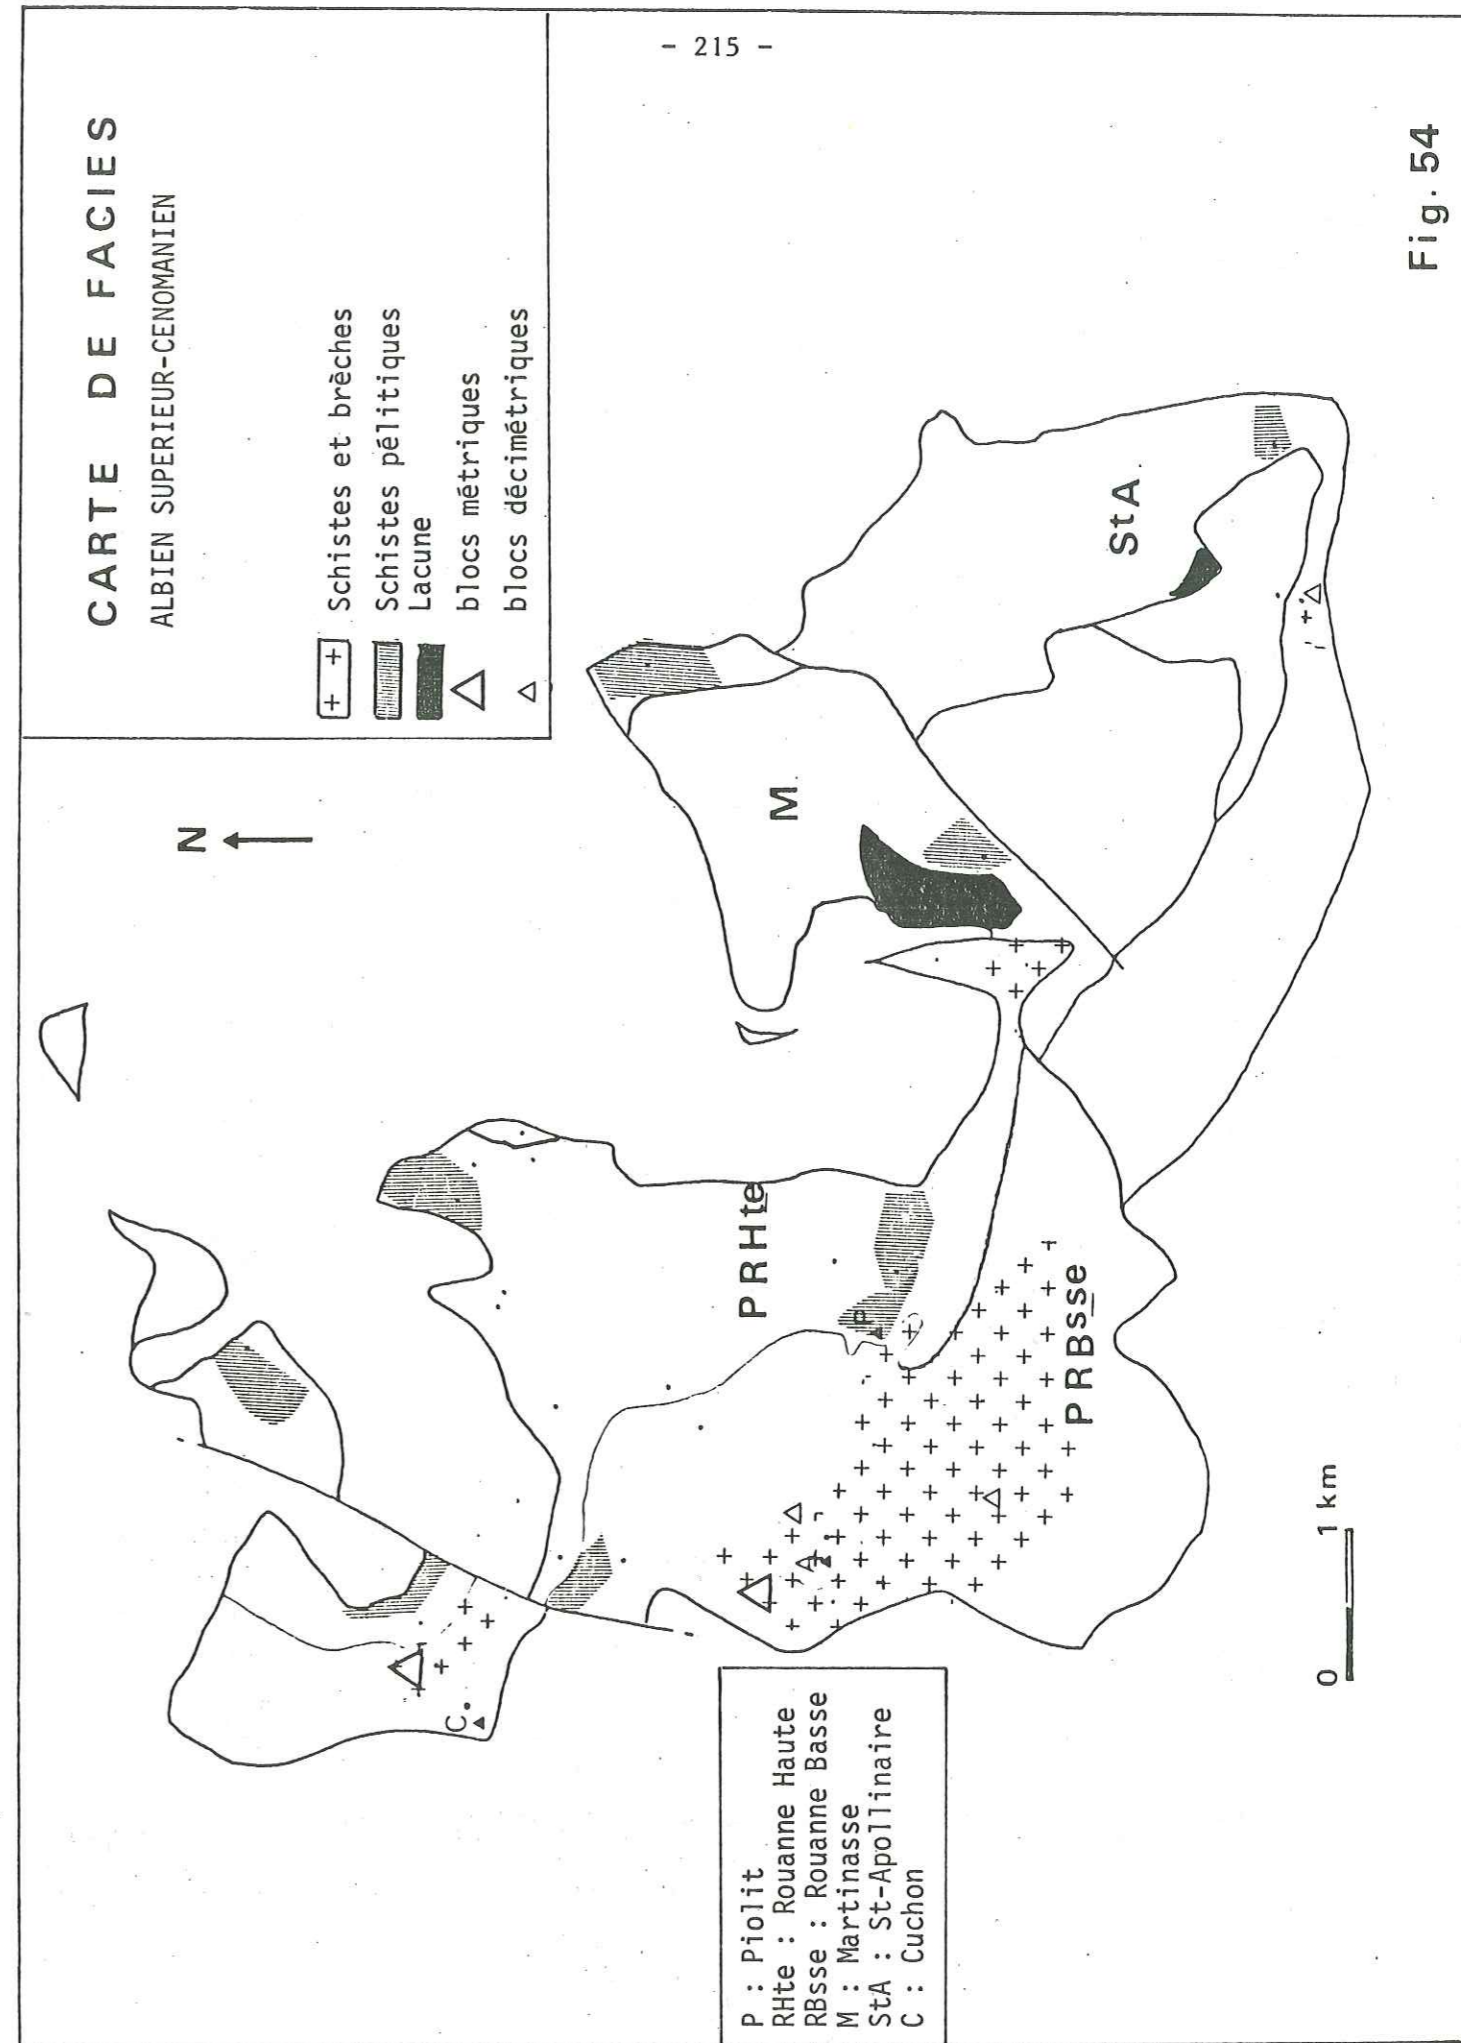 - 215 -
CARTE DE FACIES
ALBIEN SUPERIEUR-CENOMANIEN
Schistes et brèches
Schistes pélitiques
Lacune
blocs métriques
blocs décimétriques
N
M
StA
PRHte
P
PRBsse
C
0 1 km
P : Piolit
RHte : Rouanne Haute
RBsse : Rouanne Basse
M : Martinasse
StA : St-Apollinaire
C : Cuchon
Fig. 54